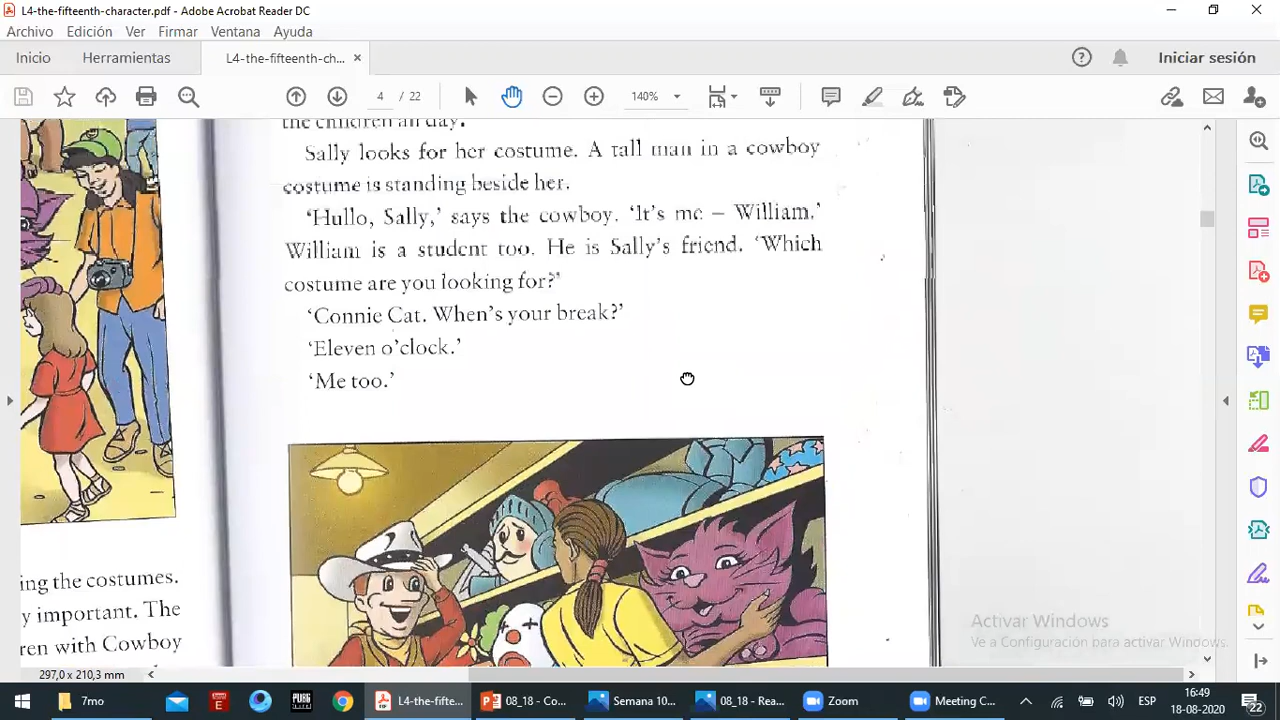 L4-the-fifteenth-character.pdf - Adobe Acrobat Reader DC
Archivo Edición Ver Firmar Ventana Ayuda
Inicio Herramientas L4-the-fifteenth-ch... Iniciar sesión
4 / 22 140%
the children all day.
Sally looks for her costume. A tall man in a cowboy
costume is standing beside her.
‘Hullo, Sally,’ says the cowboy. ‘It’s me – William.’
William is a student too. He is Sally’s friend. ‘Which
costume are you looking for?’
‘Connie Cat. When’s your break?’
‘Eleven o’clock.’
‘Me too.’
ing the costumes.
y important. The
ren with Cowboy
Activar Windows
Ve a Configuración para activar Windows.
297,0 x 210,3 mm
7mo L4-the-fifte... 08_18 - Co... Semana 10... 08_18 - Rea... Zoom Meeting C... ESP 16:49
18-08-2020 22